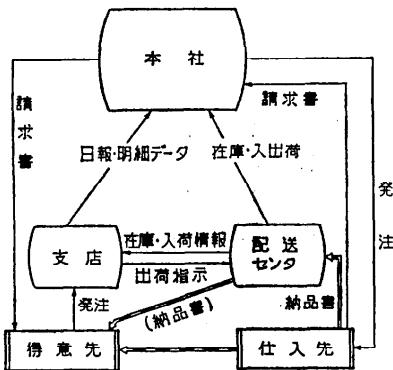 本社
請求書
請求書
日報・明細データ
在庫・入出荷
発注
支店
在庫・入荷情報
出荷指示
配送
センタ
発注
(納品書)
納品書
得意先
仕入先